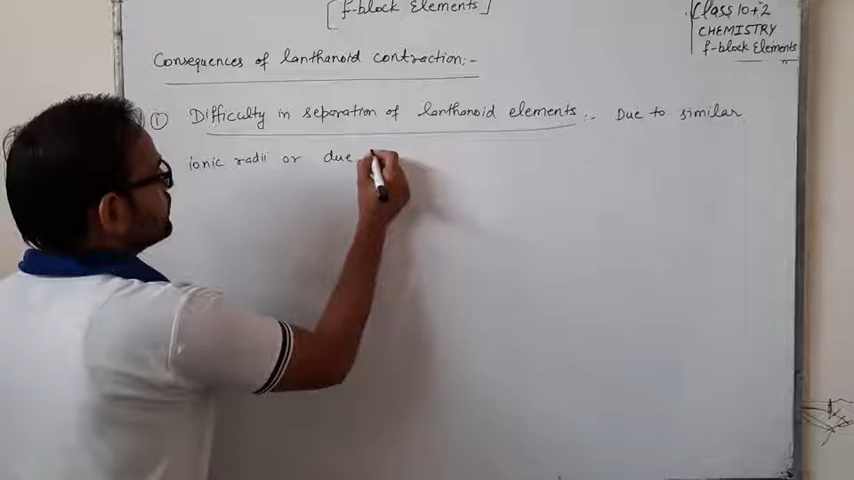 [f-block Elements]
Class 10+2
CHEMISTRY
f-Block Elements
Consequences of lanthanoid contraction:-
① Difficulty in separation of lanthanoid elements:- Due to similar
ionic radii or due